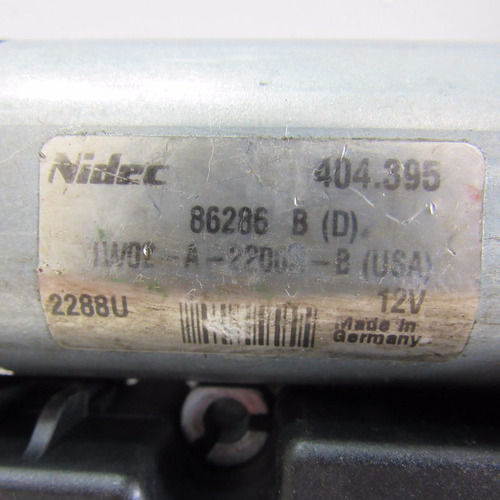 Nidec 404.395
86286 B (D).
(USA)
2288U 12V
Made in
Germany